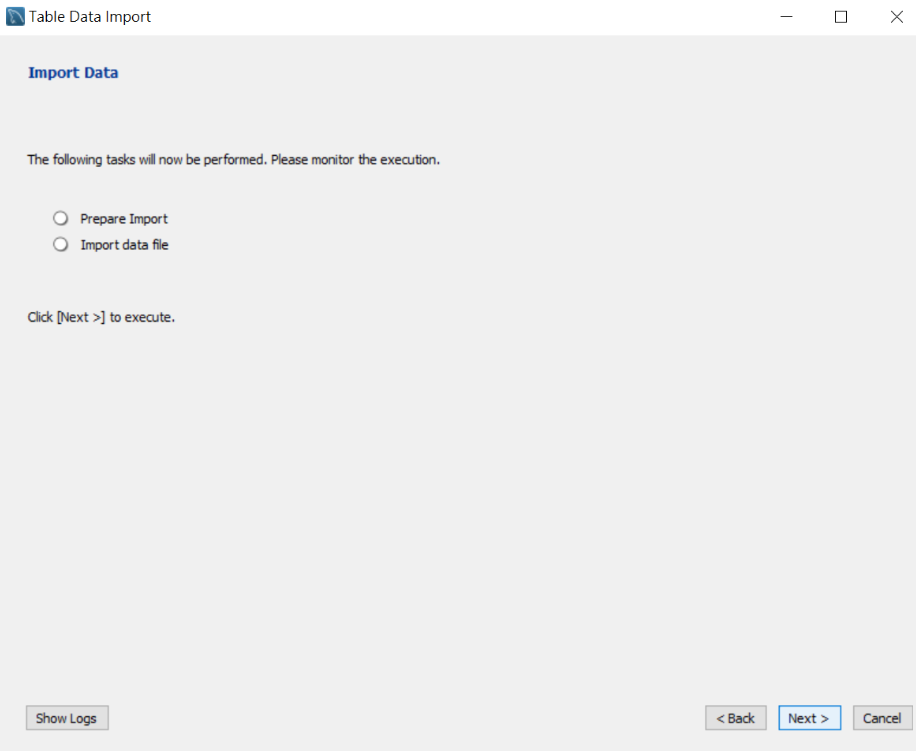 Table Data Import
Import Data
The following tasks will now be performed. Please monitor the execution.
Prepare Import
Import data file
Click [Next >] to execute.
Show Logs
< Back
Next >
Cancel